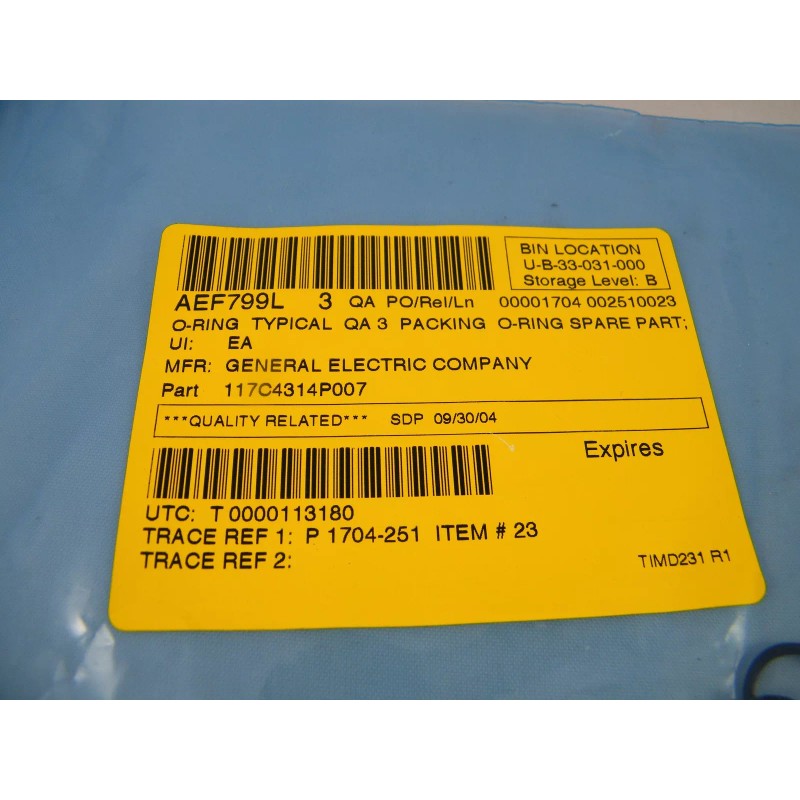 BIN LOCATION
U-B-33-031-000
Storage Level: B
AEF799L 3 QA PO/Rel/Ln 00001704 002510023
O-RING TYPICAL QA 3 PACKING O-RING SPARE PART;
UI: EA
MFR: GENERAL ELECTRIC COMPANY
Part 117C4314P007
***QUALITY RELATED*** SDP 09/30/04
Expires
UTC: T 0000113180
TRACE REF 1: P 1704-251 ITEM # 23
TRACE REF 2:
TIMD231 R1